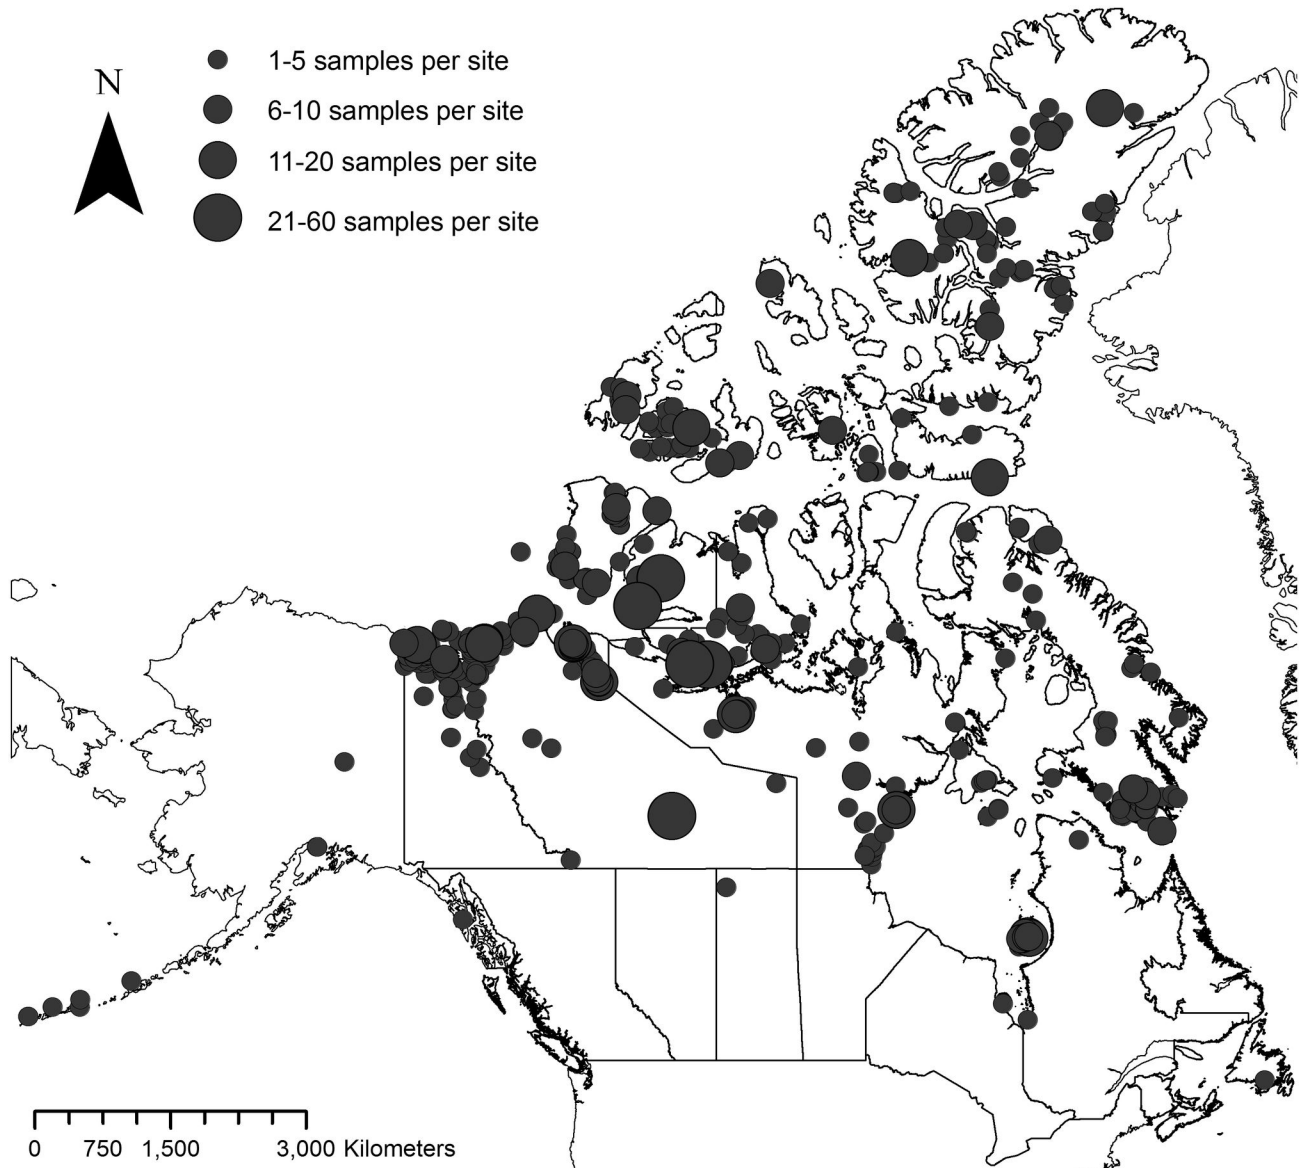 N
1-5 samples per site
6-10 samples per site
11-20 samples per site
21-60 samples per site
0 750 1,500 3,000 Kilometers